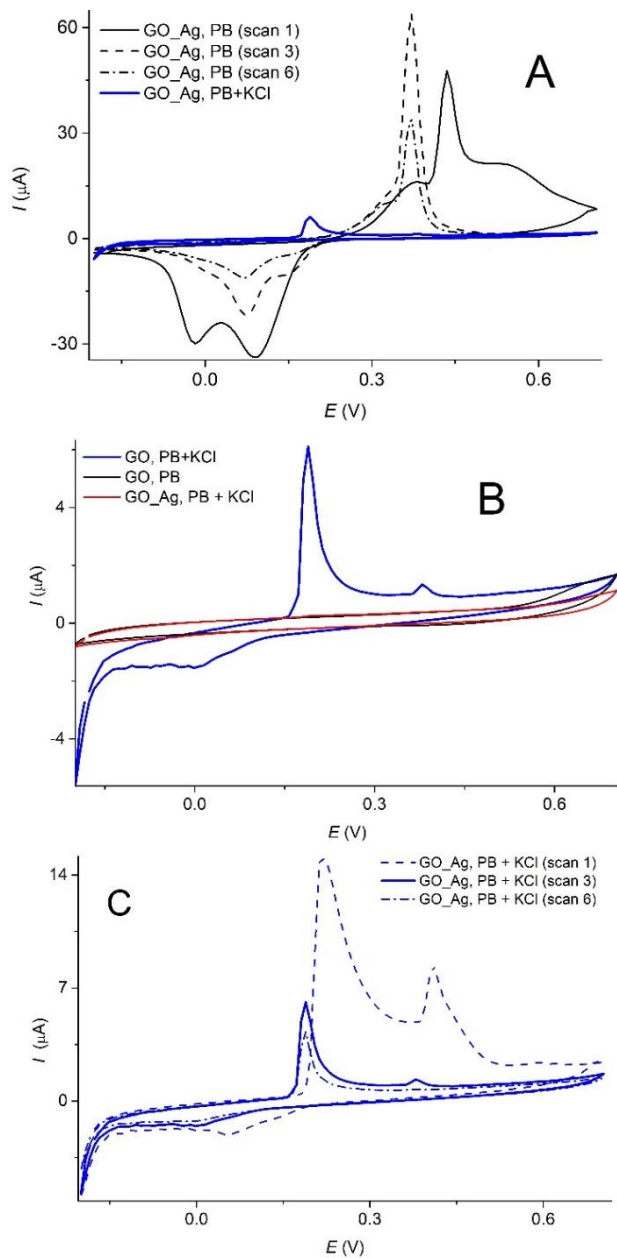 60
GO_Ag, PB (scan 1)
GO_Ag, PB (scan 3)
GO_Ag, PB (scan 6)
GO_Ag, PB+KCl
A
30
I (μA)
0
-30
0.0 0.3 0.6
E (V)
GO, PB+KCl
GO, PB
GO_Ag, PB + KCl
B
4
I (μA)
0
-4
0.0 0.3 0.6
E (V)
14
GO_Ag, PB + KCl (scan 1)
GO_Ag, PB + KCl (scan 3)
GO_Ag, PB + KCl (scan 6)
C
7
I (μA)
0
0.0 0.3 0.6
E (V)